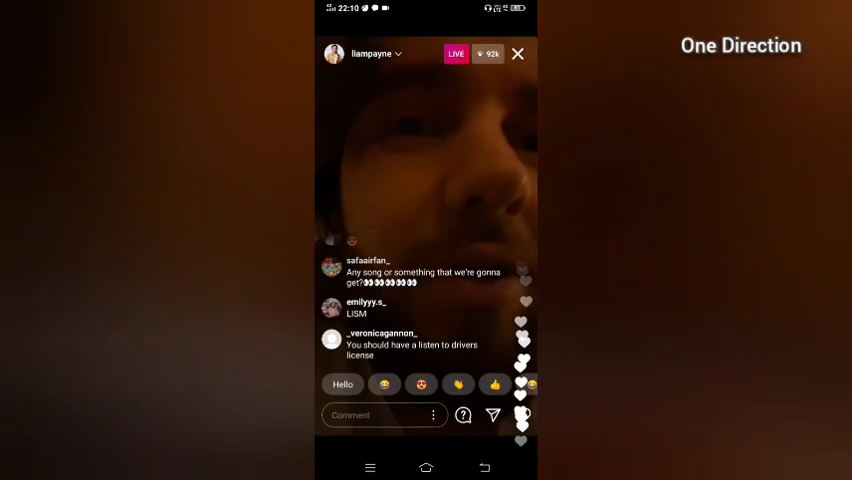 22:10
One Direction
liampayne
LIVE
92k
safaairfan_
Any song or something that we're gonna
get?👀👀👀👀👀👀
emilyyy.s_
LISM
_veronicagannon_
You should have a listen to drivers
license
Hello
Comment